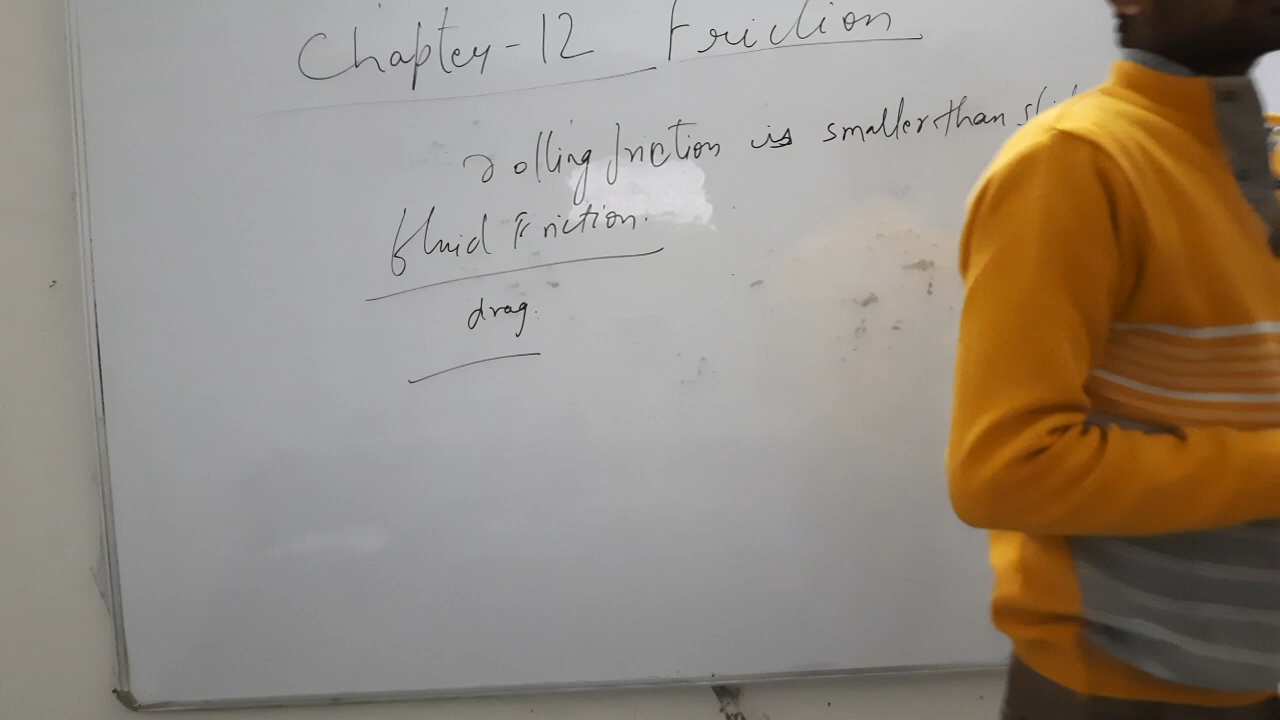 Chapter-12 Friction
rolling friction is smaller than
fluid Friction.
drag.